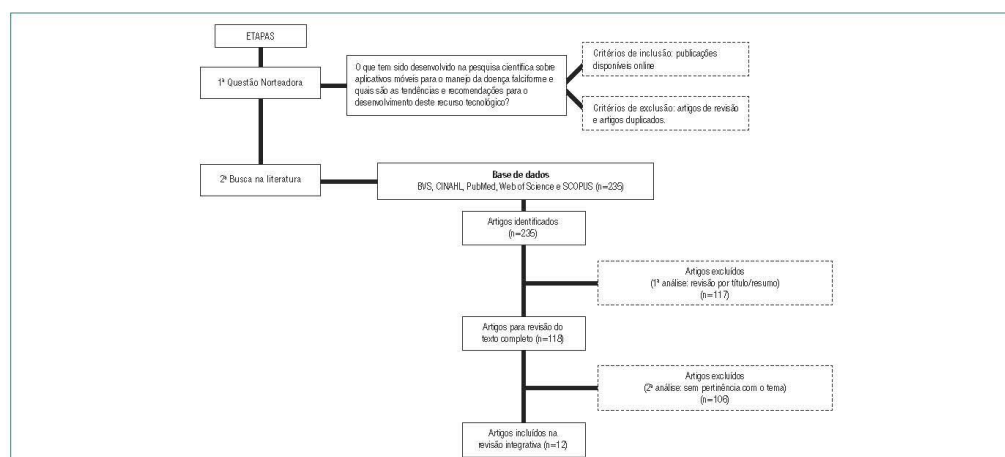 ETAPAS
1ª Questão Norteadora
O que tem sido desenvolvido na pesquisa científica sobre
aplicativos móveis para o manejo da doença falciforme e
quais são as tendências e recomendações para o
desenvolvimento deste recurso tecnológico?
Critérios de inclusão: publicações
disponíveis online
Critérios de exclusão: artigos de revisão
e artigos duplicados.
2ª Busca na literatura
Base de dados
BVS, CINAHL, PubMed, Web of Science e SCOPUS (n=235)
Artigos identificados
(n=235)
Artigos excluídos
(1ª análise: revisão por título/resumo)
(n=117)
Artigos para revisão do
texto completo (n=118)
Artigos excluídos
(2ª análise: sem pertinência com o tema)
(n=106)
Artigos incluídos na
revisão integrativa (n=12)